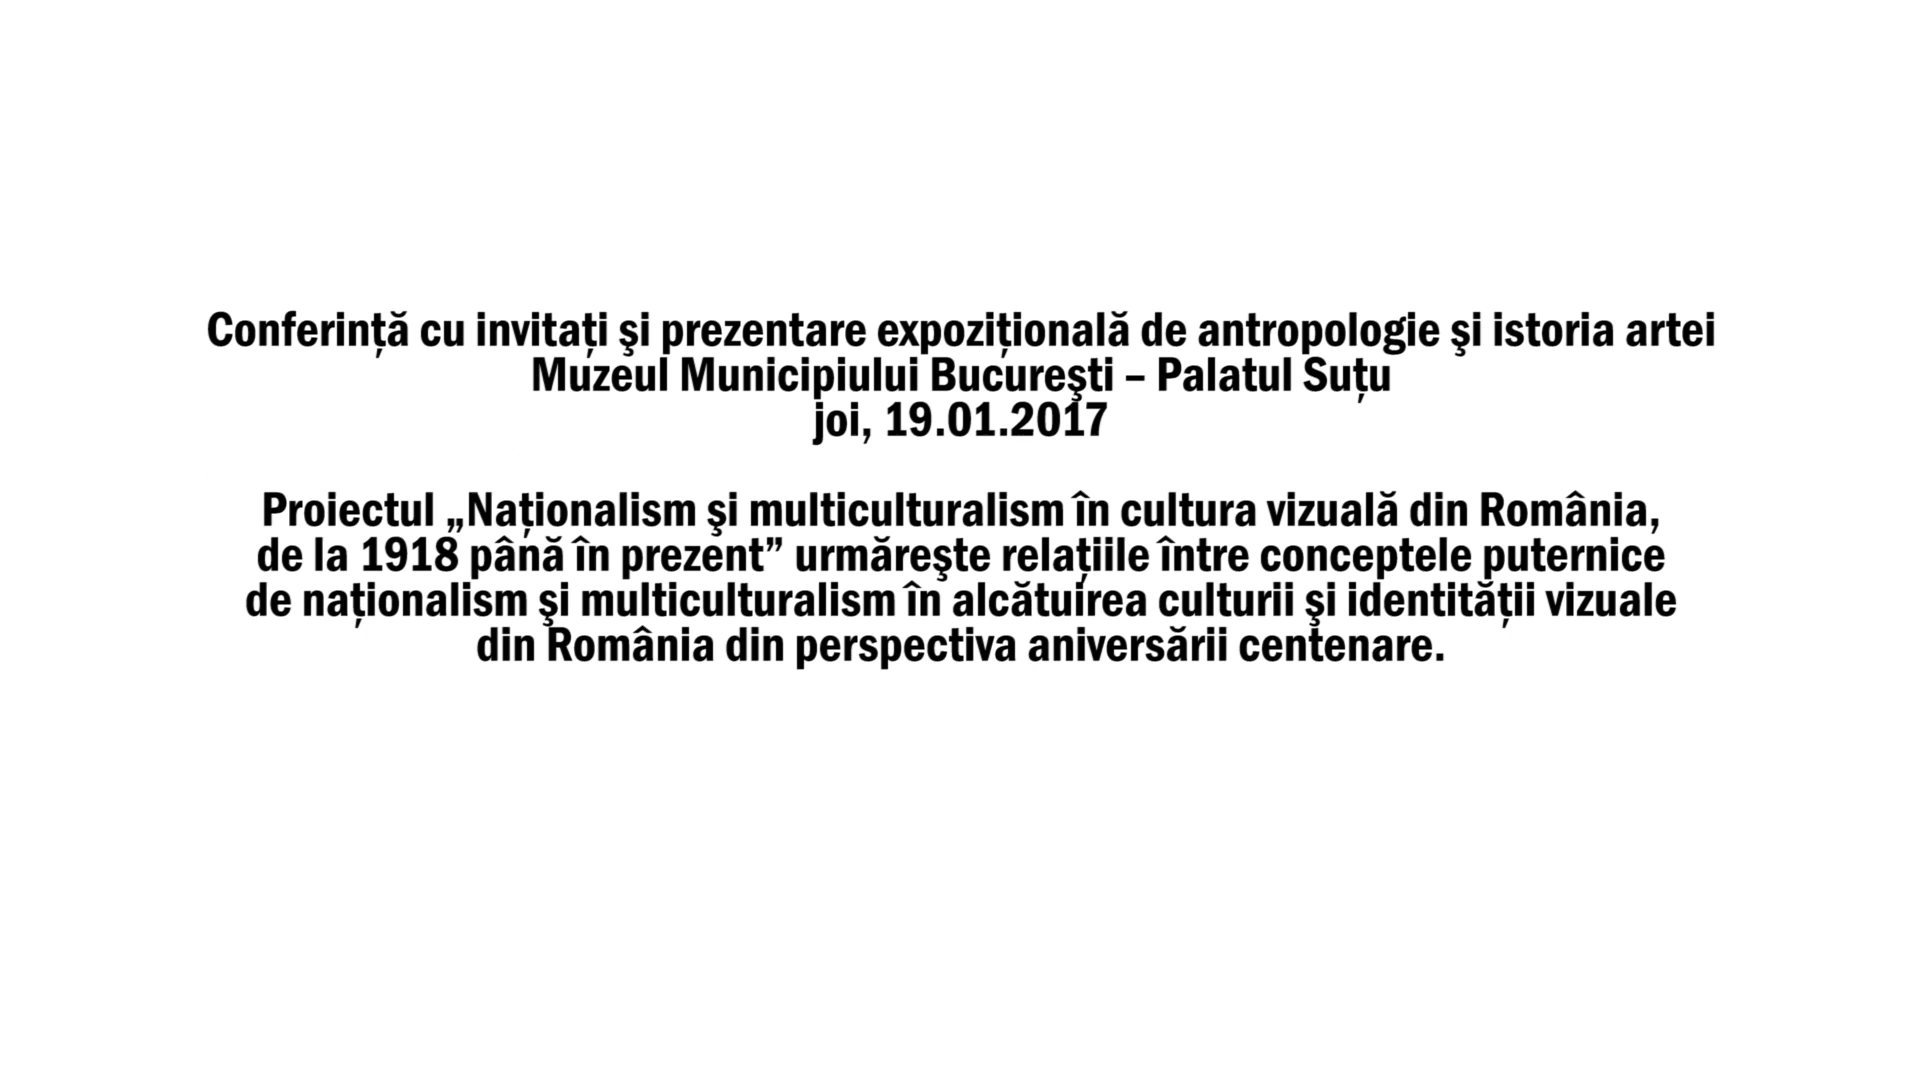 Conferință cu invitați şi prezentare expozițională de antropologie şi istoria artei
Muzeul Municipiului Bucureşti – Palatul Suțu
joi, 19.01.2017
Proiectul „Naționalism şi multiculturalism în cultura vizuală din România,
de la 1918 până în prezent” urmăreşte relațiile între conceptele puternice
de naționalism şi multiculturalism în alcătuirea culturii şi identității vizuale
din România din perspectiva aniversării centenare.